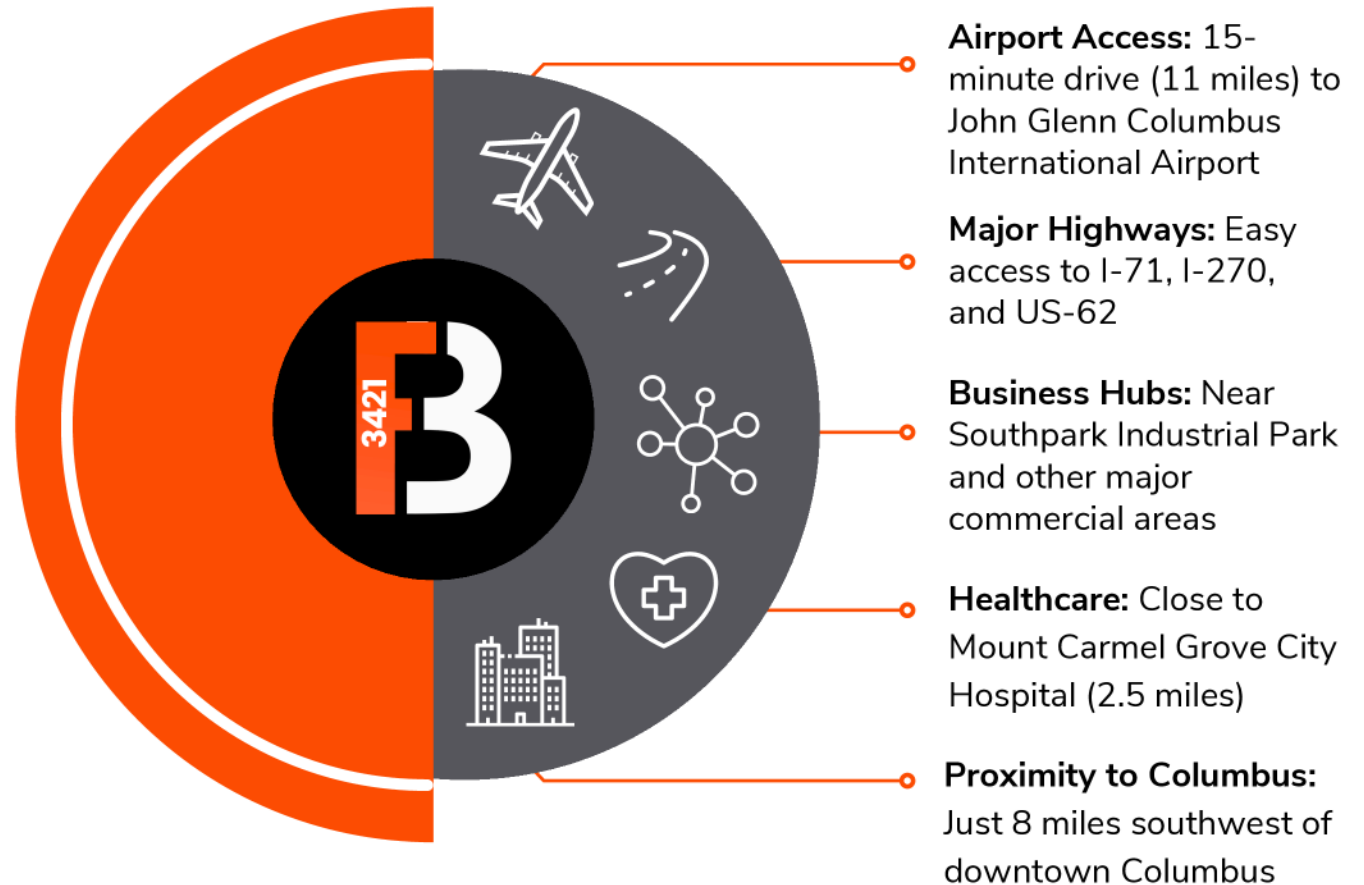 Airport Access: 15-
minute drive (11 miles) to
John Glenn Columbus
International Airport
Major Highways: Easy
access to I-71, I-270,
and US-62
Business Hubs: Near
Southpark Industrial Park
and other major
commercial areas
Healthcare: Close to
Mount Carmel Grove City
Hospital (2.5 miles)
Proximity to Columbus:
Just 8 miles southwest of
downtown Columbus
FB
3421